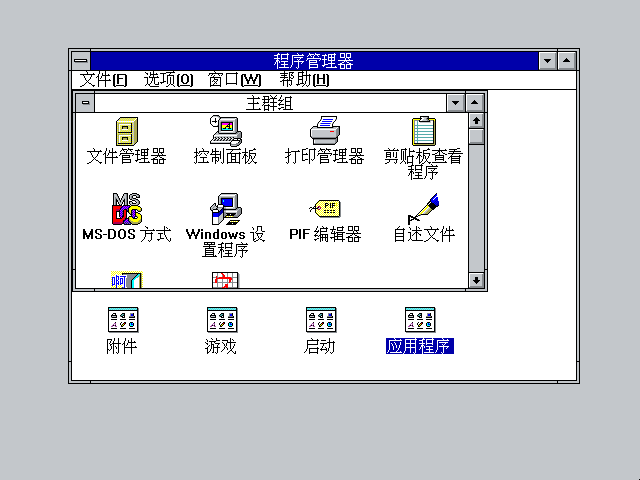 程序管理器
文件(F) 选项(O) 窗口(W) 帮助(H)
主群组
文件管理器 控制面板 打印管理器 剪贴板查看
程序
MS-DOS 方式 Windows 设 PIF 编辑器 自述文件
置程序
附件 游戏 启动 应用程序